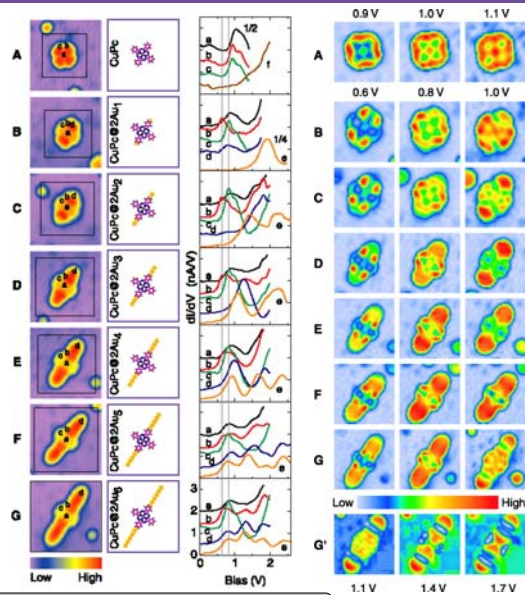 0.9 V 1.0 V 1.1 V
A
c b
a
CuPc
a
b
c
1/2
f
A
0.6 V 0.8 V 1.0 V
B
c b d
a
CuPc@2Au1
a
b
c
d
1/4
e
B
C
c b d
a
CuPc@2Au2
a
b
c d
e
C
D
b d
c
a
CuPc@2Au3
a
b
c,d
e
D
dI/dV (nA/V)
E
b d
c
a
CuPc@2Au4
a
b
d,c
e
E
F
b d
c
a
CuPc@2Au5
a
b
c
d
e
F
G
b d
c
a
CuPc@2Au6
3
2
1
0
a
b
c
d
e
G
Low High
G'
Low High
0 1 2
Bias (V)
1.1 V 1.4 V 1.7 V